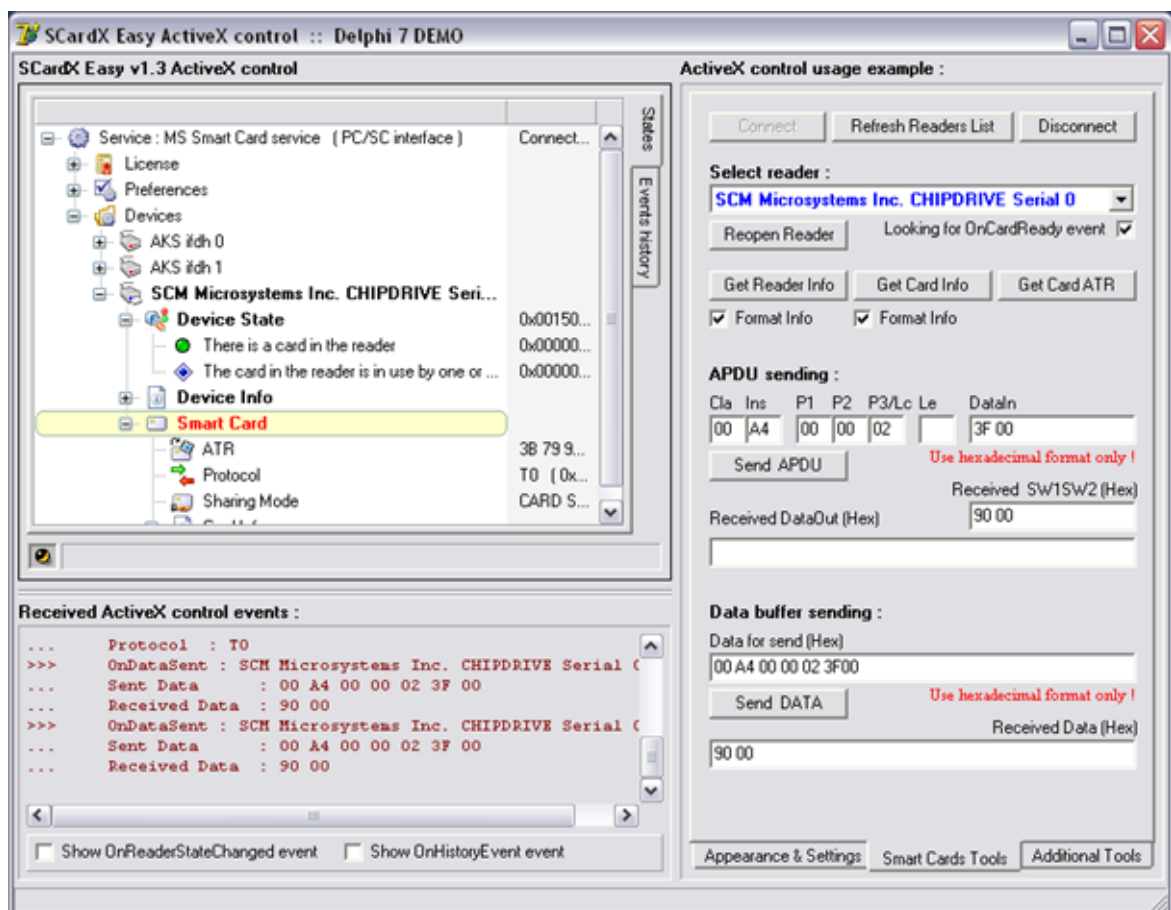 SCardX Easy ActiveX control :: Delphi 7 DEMO
SCardX Easy v1.3 ActiveX control
Service : MS Smart Card service ( PC/SC interface ) Connect...
License
Preferences
Devices
AKS ifdh 0
AKS ifdh 1
SCM Microsystems Inc. CHIPDRIVE Seri...
Device State 0x00150...
There is a card in the reader 0x00000...
The card in the reader is in use by one or ... 0x00000...
Device Info
Smart Card
ATR 3B 79 9...
Protocol T0 ( 0x...
Sharing Mode CARD S...
States
Events history
Received ActiveX control events :
... Protocol : T0
>>> OnDataSent : SCM Microsystems Inc. CHIPDRIVE Serial
... Sent Data : 00 A4 00 00 02 3F 00
... Received Data : 90 00
>>> OnDataSent : SCM Microsystems Inc. CHIPDRIVE Serial
... Sent Data : 00 A4 00 00 02 3F 00
... Received Data : 90 00
Show OnReaderStateChanged event Show OnHistoryEvent event
ActiveX control usage example :
Connect Refresh Readers List Disconnect
Select reader :
SCM Microsystems Inc. CHIPDRIVE Serial 0
Reopen Reader Looking for OnCardReady event
Get Reader Info Get Card Info Get Card ATR
Format Info Format Info
APDU sending :
Cla Ins P1 P2 P3/Lc Le DataIn
00 A4 00 00 02 3F 00
Send APDU Use hexadecimal format only !
Received SW1SW2 (Hex)
Received DataOut (Hex) 90 00
Data buffer sending :
Data for send (Hex)
00 A4 00 00 02 3F00
Send DATA Use hexadecimal format only !
Received Data (Hex)
90 00
Appearance & Settings Smart Cards Tools Additional Tools